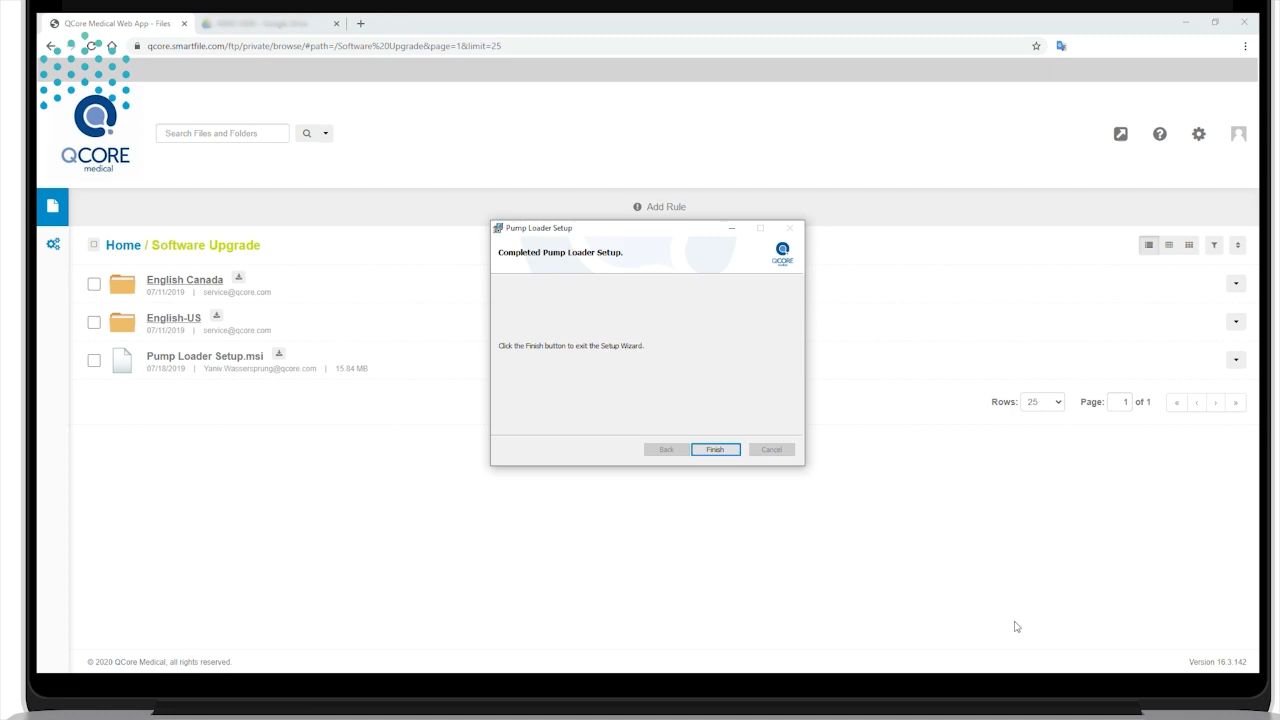 QCore Medical Web App - Files
qcore.smartfile.com/ftp/private/browse/#path=/Software%20Upgrade&page=1&limit=25
QCORE
medical
Search Files and Folders
Add Rule
Home / Software Upgrade
English Canada
07/11/2019 | service@qcore.com
English-US
07/11/2019 | service@qcore.com
Pump Loader Setup.msi
07/18/2019 | Yaniv.Wassersprung@qcore.com | 15.84 MB
Rows: 25 Page: 1 of 1 « ‹ › »
Pump Loader Setup
Completed Pump Loader Setup.
QCORE
Click the Finish button to exit the Setup Wizard.
Back Finish Cancel
© 2020 QCore Medical, all rights reserved.
Version 16.3.142